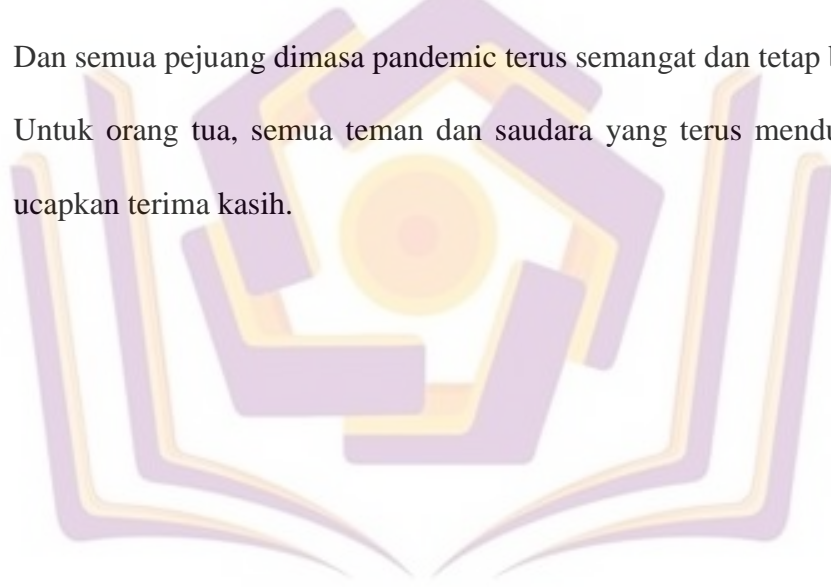 Dan semua pejuang dimasa pandemic terus semangat dan tetap
Untuk orang tua, semua teman dan saudara yang terus
ucapkan terima kasih.